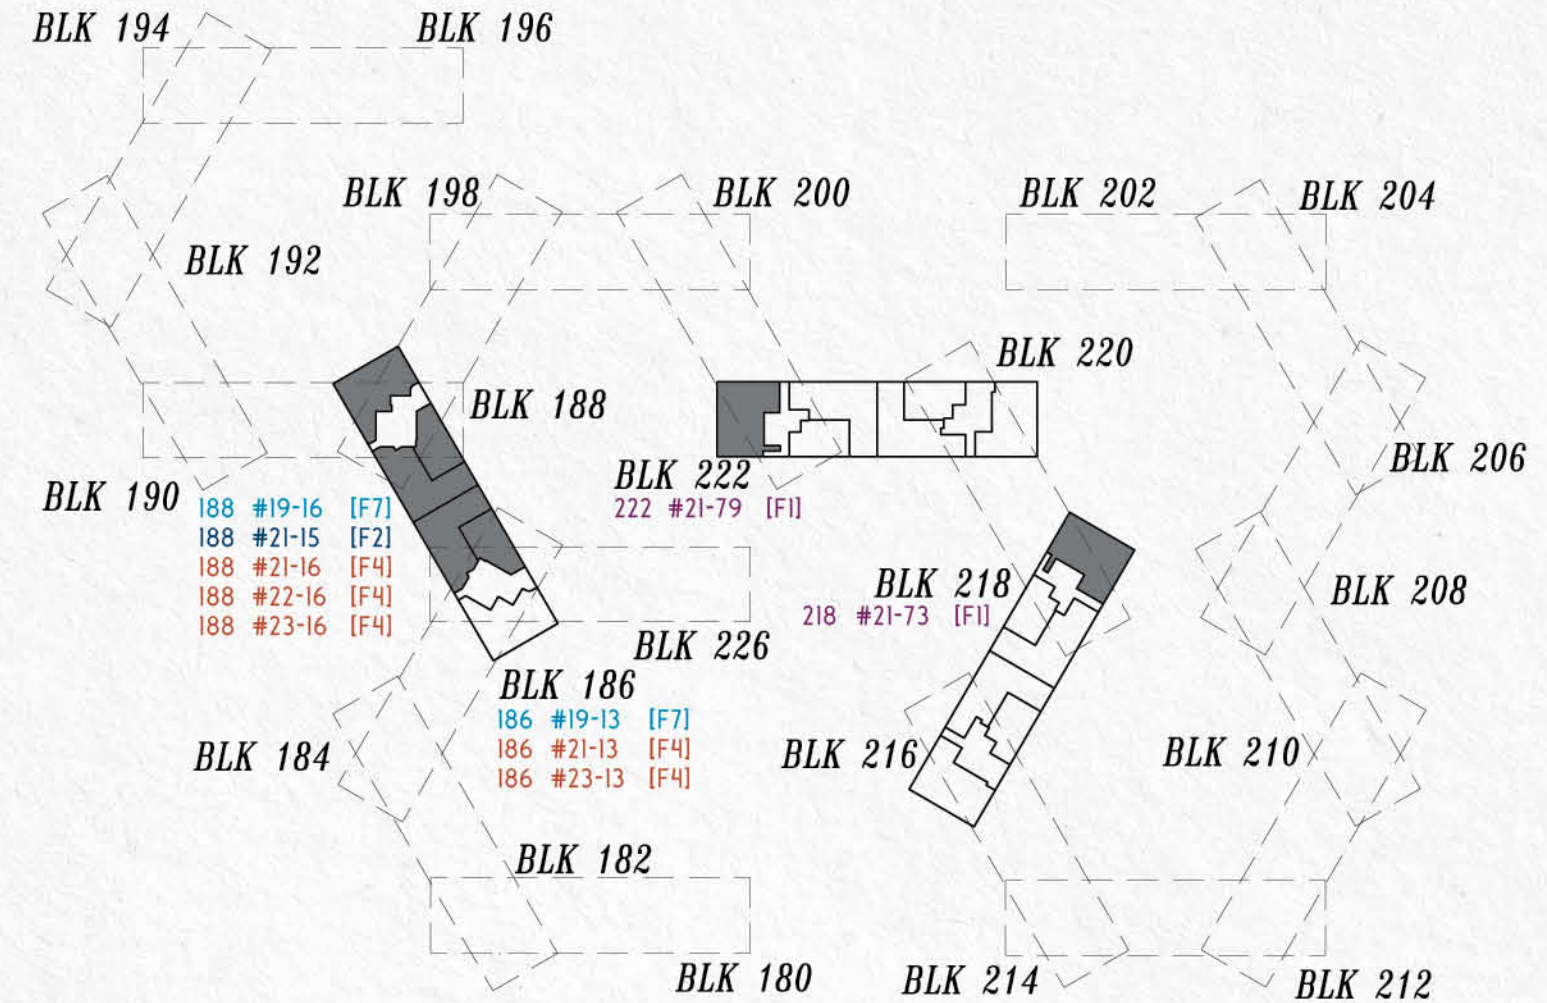 BLK 194
BLK 196
BLK 198
BLK 200
BLK 202
BLK 204
BLK 192
BLK 220
BLK 188
BLK 206
BLK 190
BLK 222
188 #19-16 [F7]
188 #21-15 [F2]
188 #21-16 [F4]
188 #22-16 [F4]
188 #23-16 [F4]
222 #21-79 [F1]
BLK 218
218 #21-73 [F1]
BLK 208
BLK 226
BLK 186
186 #19-13 [F7]
186 #21-13 [F4]
186 #23-13 [F4]
BLK 184
BLK 216
BLK 210
BLK 182
BLK 180
BLK 214
BLK 212